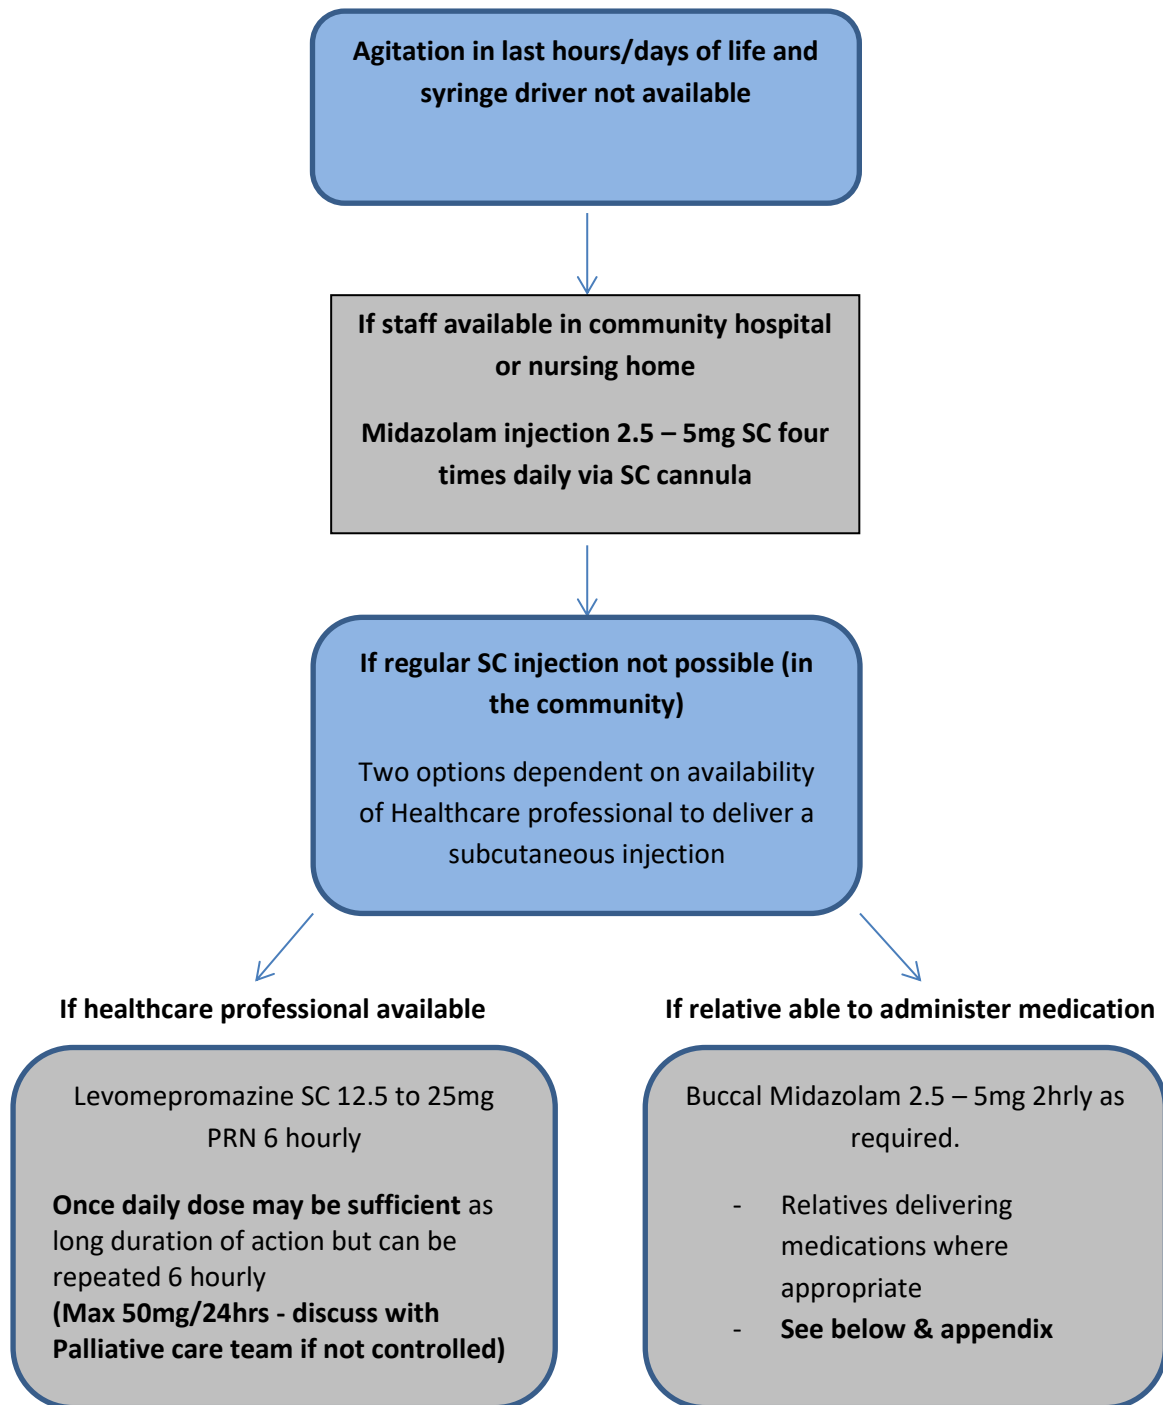 Agitation in last hours/days of life and
syringe driver not available
If staff available in community hospital
or nursing home
Midazolam injection 2.5 – 5mg SC four
times daily via SC cannula
If regular SC injection not possible (in
the community)
Two options dependent on availability
of Healthcare professional to deliver a
subcutaneous injection
If healthcare professional available
Levomepromazine SC 12.5 to 25mg
PRN 6 hourly
Once daily dose may be sufficient as
long duration of action but can be
repeated 6 hourly
(Max 50mg/24hrs - discuss with
Palliative care team if not controlled)
If relative able to administer medication
Buccal Midazolam 2.5 – 5mg 2hrly as
required.
- Relatives delivering
medications where
appropriate
- See below & appendix